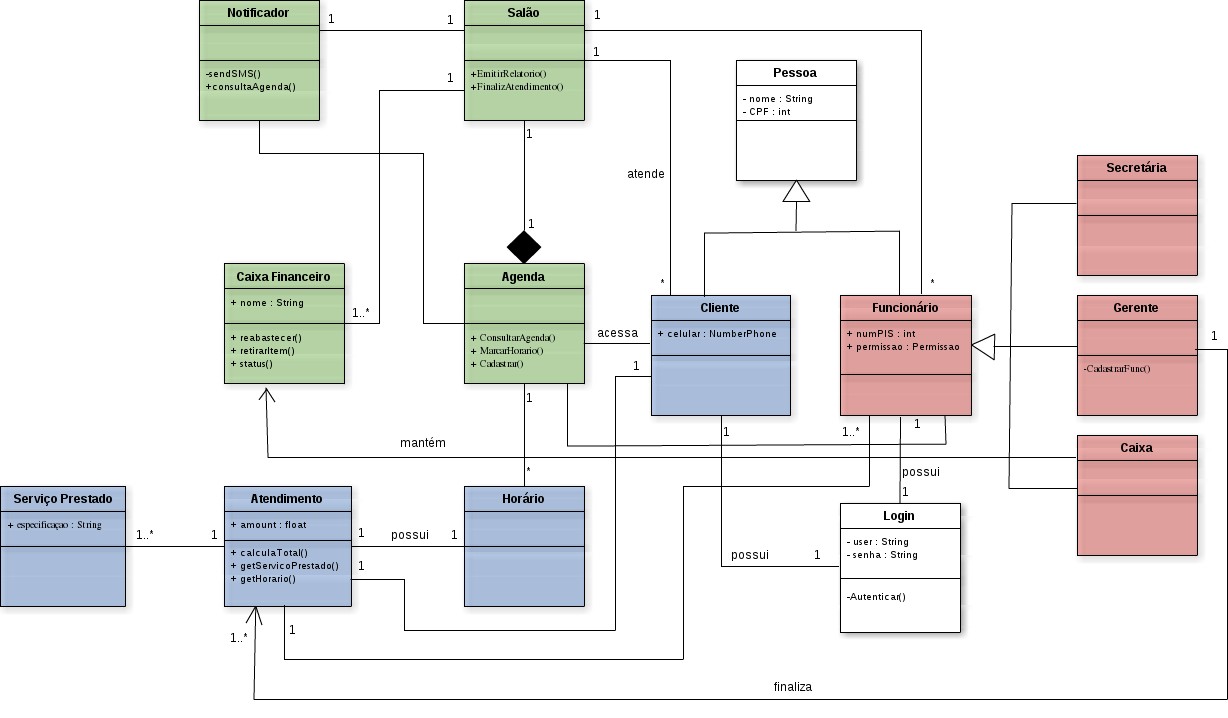 Notificador
-sendSMS()
+consultaAgenda()
1
1
Salão
+EmitirRelatorio()
+FinalizAtendimento()
1
1
1
1
1
atende
*
*
Pessoa
- nome : String
- CPF : int
Secretária
Caixa Financeiro
+ nome : String
+ reabastecer()
+ retirarItem()
+ status()
1..*
Agenda
+ ConsultarAgenda()
+ MarcarHorario()
+ Cadastrar()
acessa
1
Cliente
+ celular : NumberPhone
Funcionário
+ numPIS : int
+ permissao : Permissao
Gerente
-CadastrarFunc()
1
1
*
1
1..*
1
mantém
possui
1
Caixa
Serviço Prestado
+ especificaçao : String
1..*
1
Atendimento
+ amount : float
+ calculaTotal()
+ getServicoPrestado()
+ getHorario()
1
possui
1
1
Horário
possui
1
Login
- user : String
- senha : String
-Autenticar()
1..*
1
finaliza